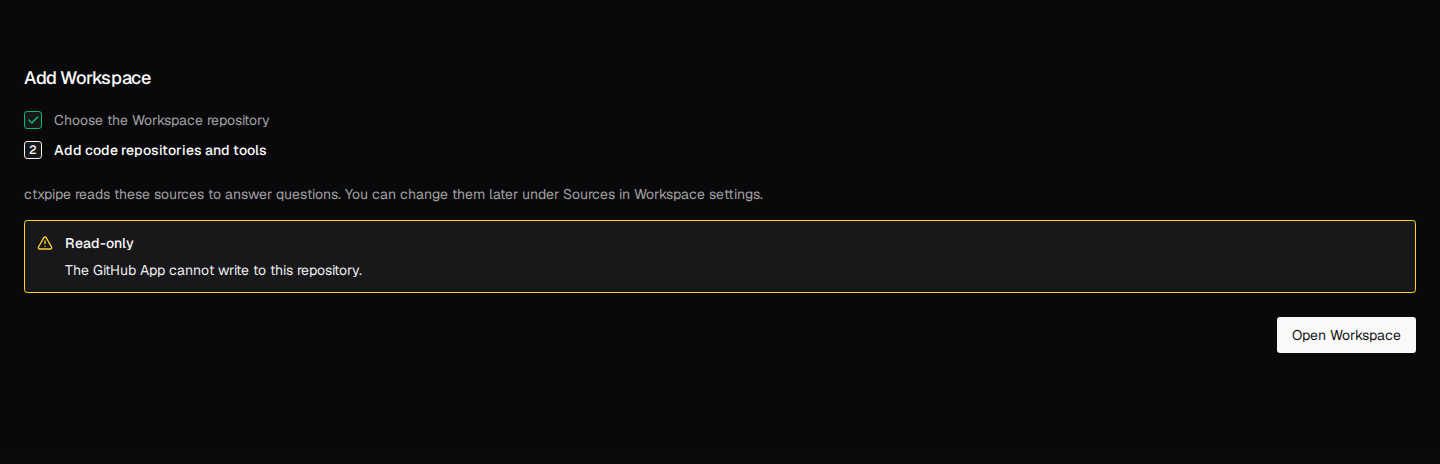 Add Workspace
Choose the Workspace repository
2 Add code repositories and tools
ctxpipe reads these sources to answer questions. You can change them later under Sources in Workspace settings.
Read-only
The GitHub App cannot write to this repository.
Open Workspace